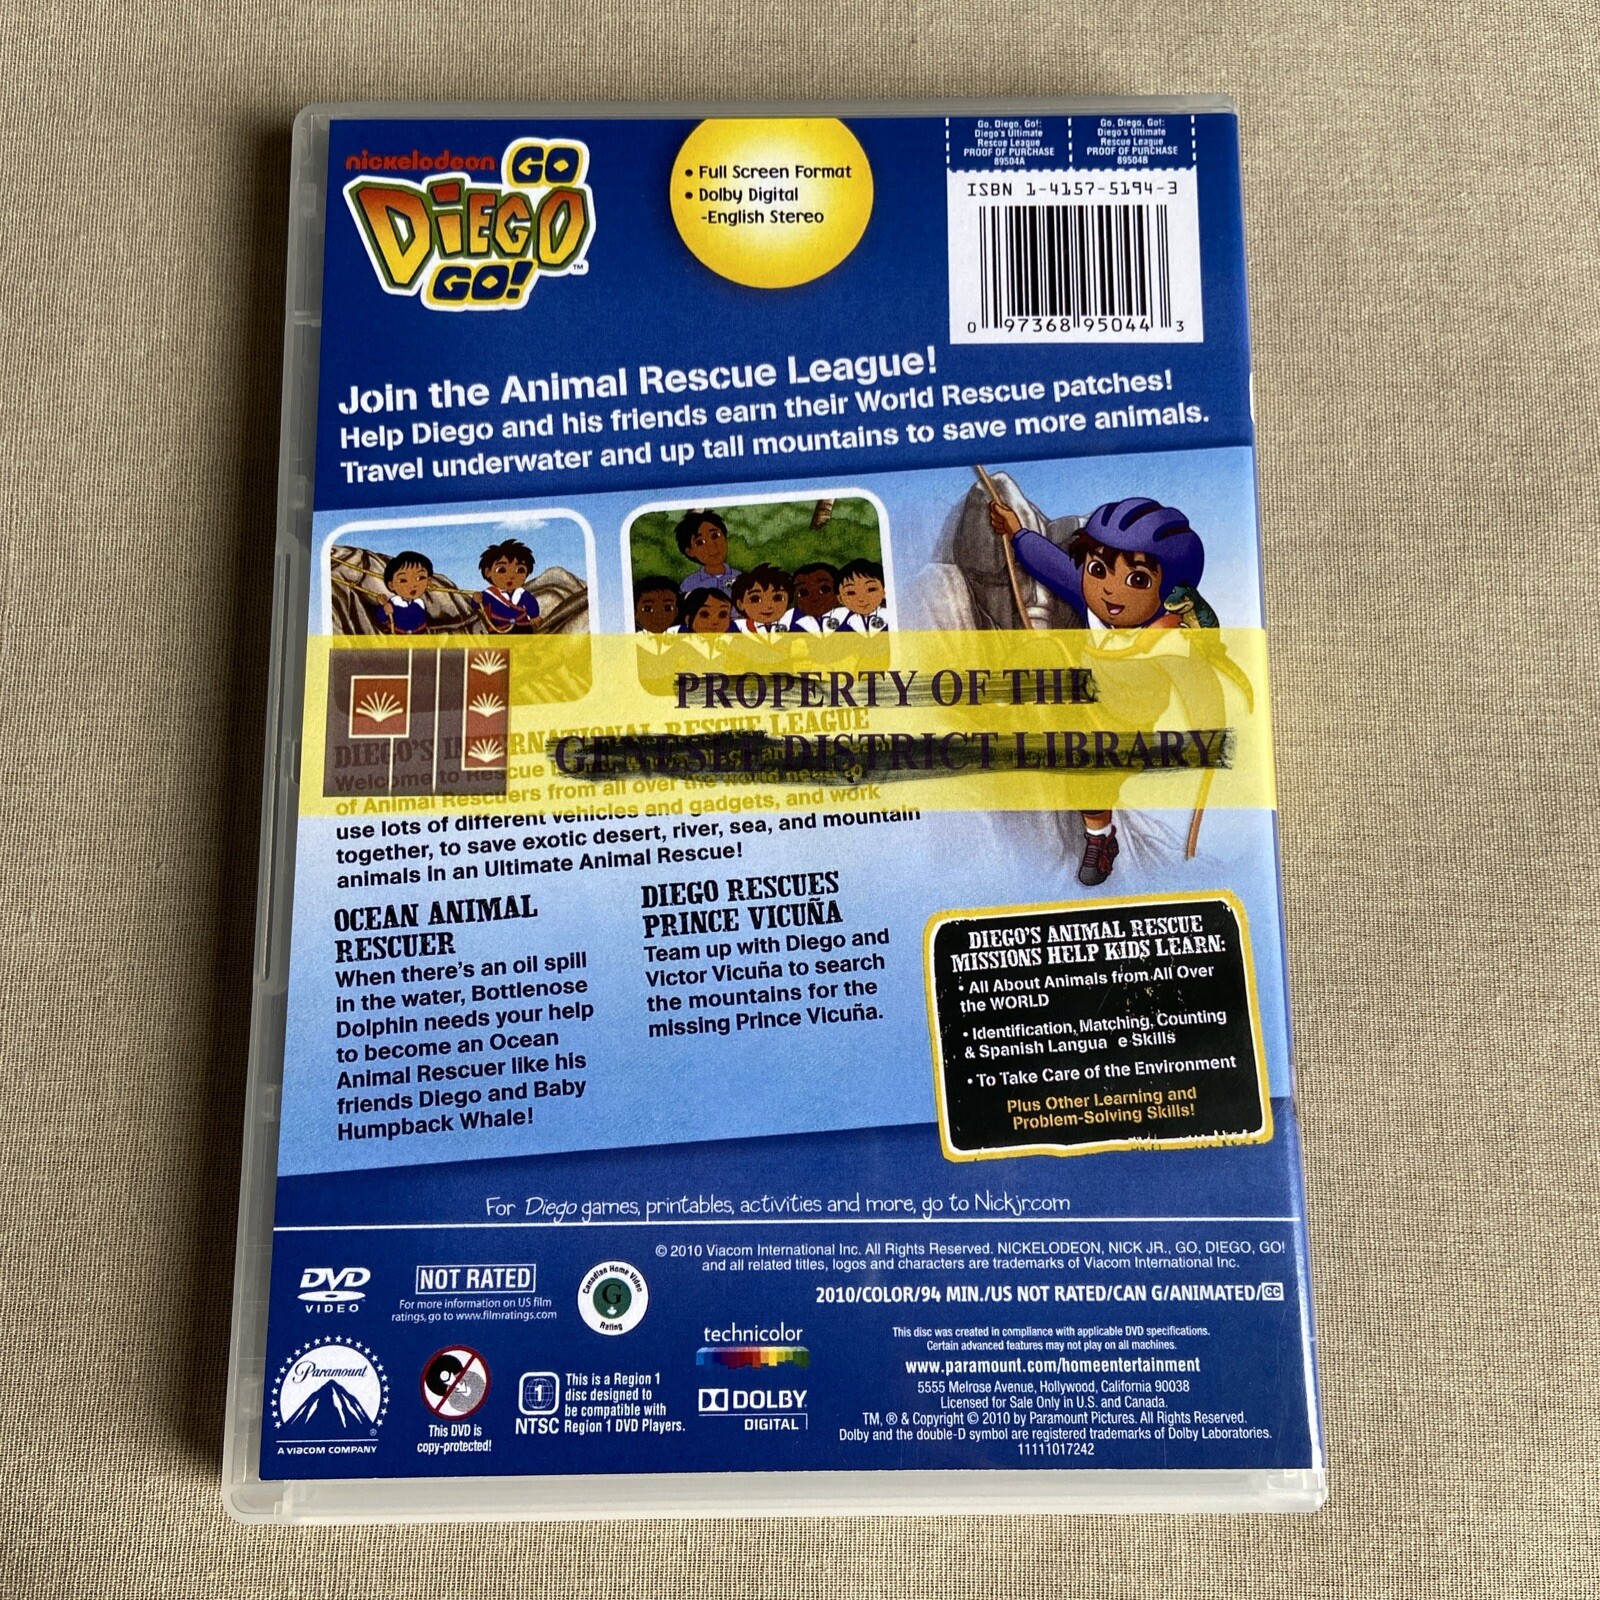 nickelodeon
GO
DIEGO
GO!™
• Full Screen Format
• Dolby Digital
-English Stereo
Go, Diego, Go!:
Diego's Ultimate
Rescue League
PROOF OF PURCHASE
89504A
Go, Diego, Go!:
Diego's Ultimate
Rescue League
PROOF OF PURCHASE
89504B
ISBN 1-4157-5194-3
0 97368 95044 3
Join the Animal Rescue League!
Help Diego and his friends earn their World Rescue patches!
Travel underwater and up tall mountains to save more animals.
PROPERTY OF THE
GENESEE DISTRICT LIBRARY
DIEGO'S INTERNATIONAL RESCUE LEAGUE
Welcome to Rescue
of Animal Rescuers from all over the world need to
use lots of different vehicles and gadgets, and work
together, to save exotic desert, river, sea, and mountain
animals in an Ultimate Animal Rescue!
OCEAN ANIMAL
RESCUER
When there's an oil spill
in the water, Bottlenose
Dolphin needs your help
to become an Ocean
Animal Rescuer like his
friends Diego and Baby
Humpback Whale!
DIEGO RESCUES
PRINCE VICUÑA
Team up with Diego and
Victor Vicuña to search
the mountains for the
missing Prince Vicuña.
DIEGO'S ANIMAL RESCUE
MISSIONS HELP KIDS LEARN:
• All About Animals from All Over
the WORLD
• Identification, Matching, Counting
& Spanish Langua e Skills
• To Take Care of the Environment
Plus Other Learning and
Problem-Solving Skills!
For Diego games, printables, activities and more, go to Nickjr.com
© 2010 Viacom International Inc. All Rights Reserved. NICKELODEON, NICK JR., GO, DIEGO, GO!
and all related titles, logos and characters are trademarks of Viacom International Inc.
2010/COLOR/94 MIN./US NOT RATED/CAN G/ANIMATED/CC
DVD
VIDEO
NOT RATED
For more information on US film
ratings, go to www.filmratings.com
Canadian Home Video
G
Rating
technicolor
This disc was created in compliance with applicable DVD specifications.
Certain advanced features may not play on all machines.
www.paramount.com/homeentertainment
5555 Melrose Avenue, Hollywood, California 90038
Licensed for Sale Only in U.S. and Canada.
TM, ® & Copyright © 2010 by Paramount Pictures. All Rights Reserved.
Dolby and the double-D symbol are registered trademarks of Dolby Laboratories.
11111017242
Paramount
®
A VIACOM COMPANY
This DVD is
copy-protected!
1
NTSC
This is a Region 1
disc designed to
be compatible with
Region 1 DVD Players.
DOLBY
DIGITAL